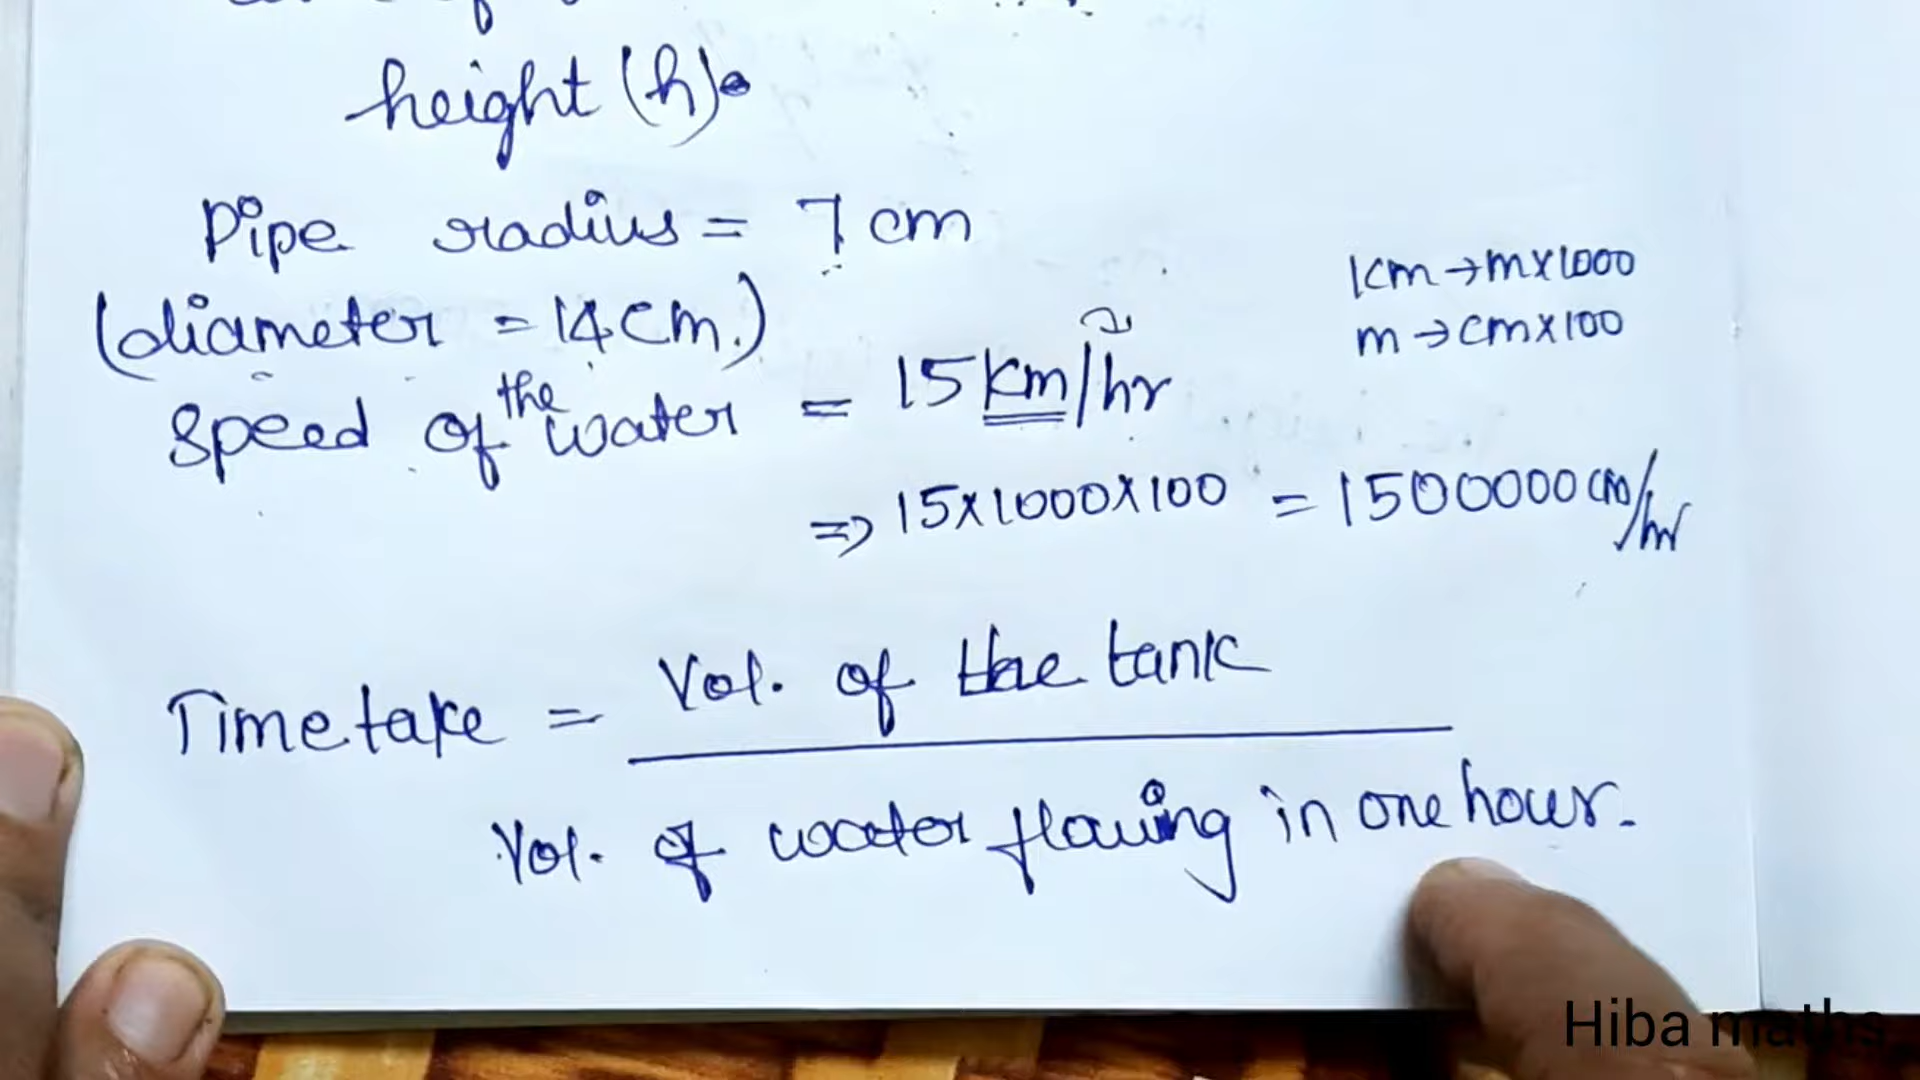 height (h).
Pipe radius = 7 cm
(diameter = 14 cm.)
Speed of the water = 15 km/hr
1km → m×1000
m → cm×100
⇒ 15×1000×100 = 1500000 cm/hr
Time take = Vol. of the tank
Vol. of water flowing in one hour.
Hiba maths